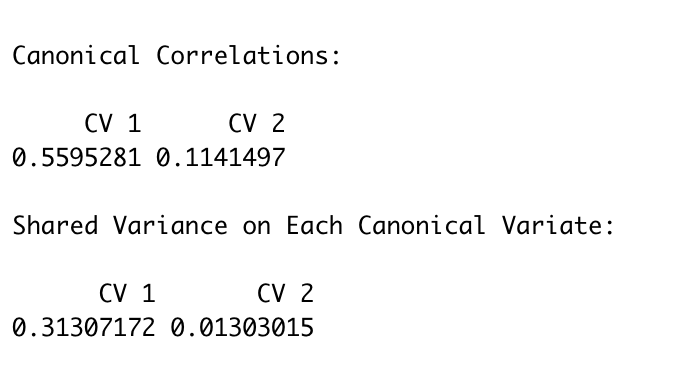 Canonical Correlations:
CV 1 CV 2
0.5595281 0.1141497
Shared Variance on Each Canonical Variate:
CV 1 CV 2
0.31307172 0.01303015